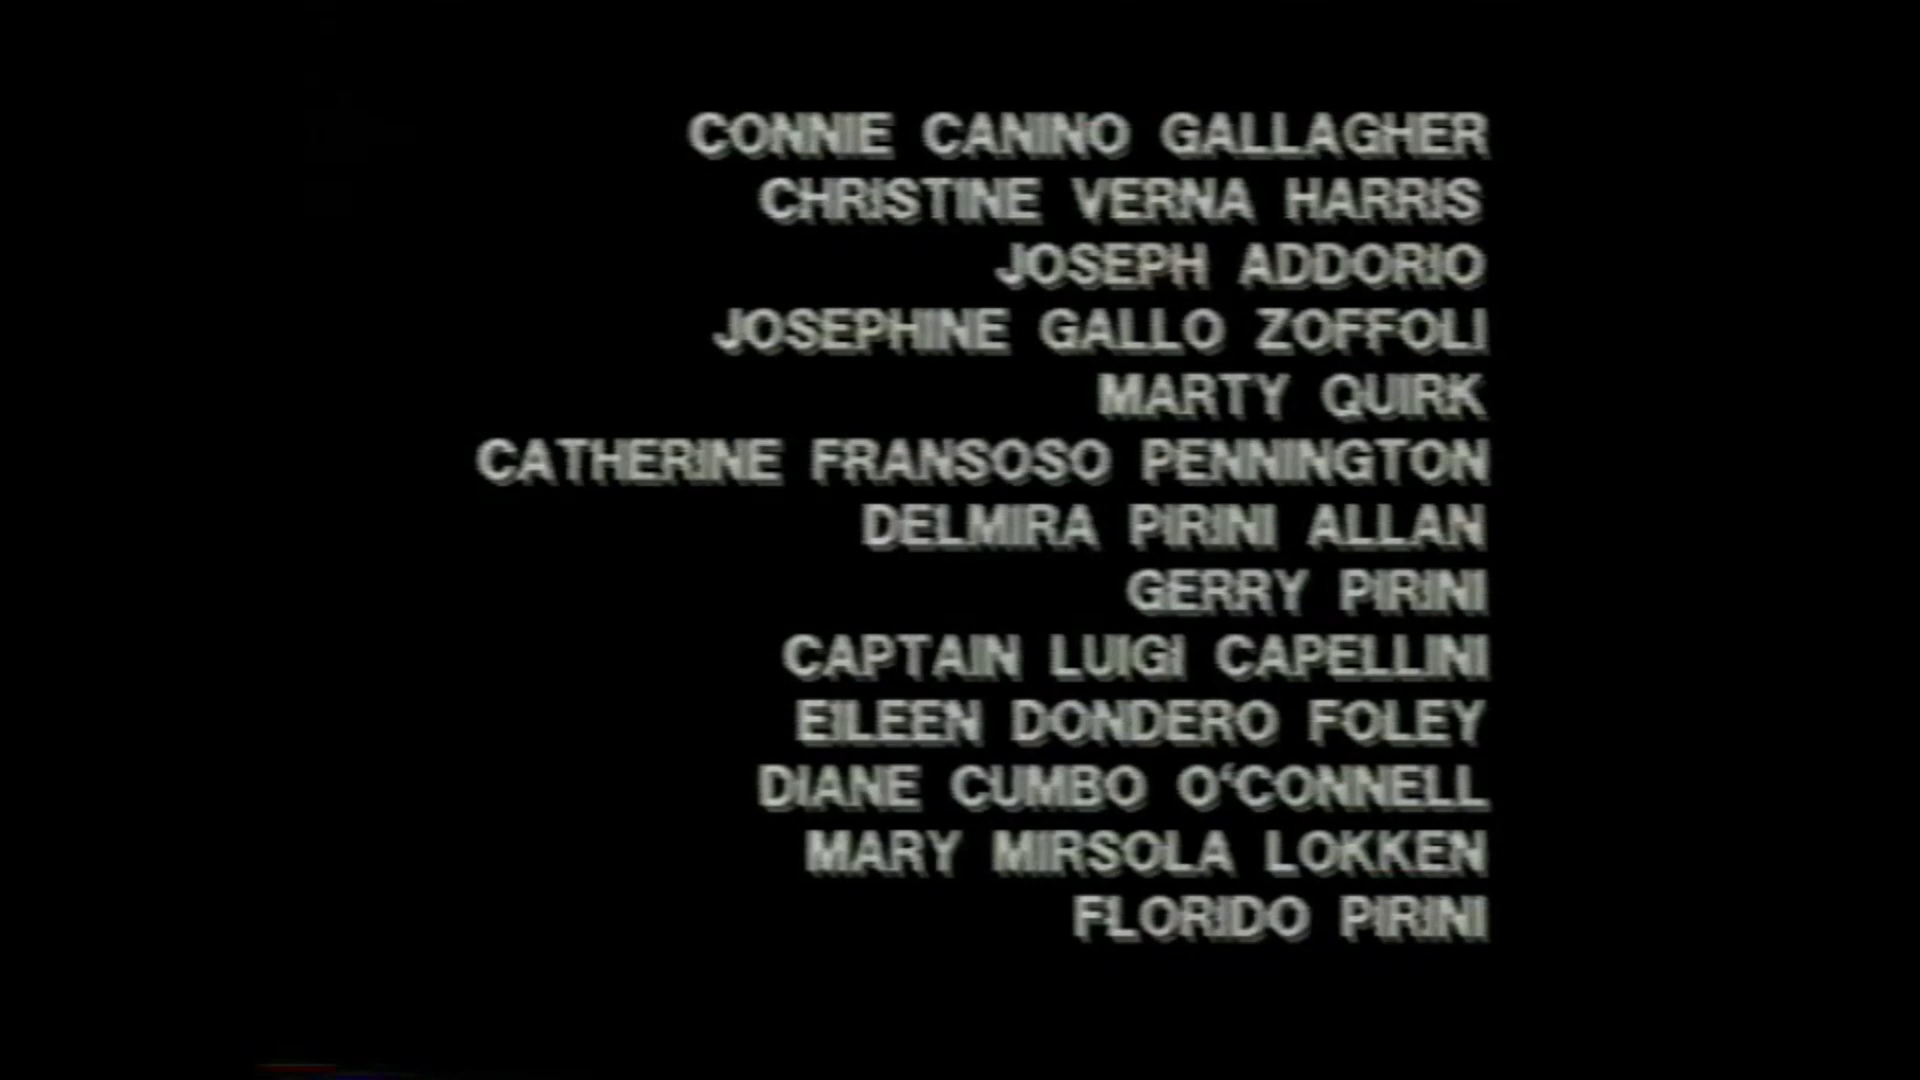 CONNIE CANINO GALLAGHER
CHRISTINE VERNA HARRIS
JOSEPH ADDORIO
JOSEPHINE GALLO ZOFFOLI
MARTY QUIRK
CATHERINE FRANSOSO PENNINGTON
DELMIRA PIRINI ALLAN
GERRY PIRINI
CAPTAIN LUIGI CAPELLINI
EILEEN DONDERO FOLEY
DIANE CUMBO O‘CONNELL
MARY MIRSOLA LOKKEN
FLORIDO PIRINI